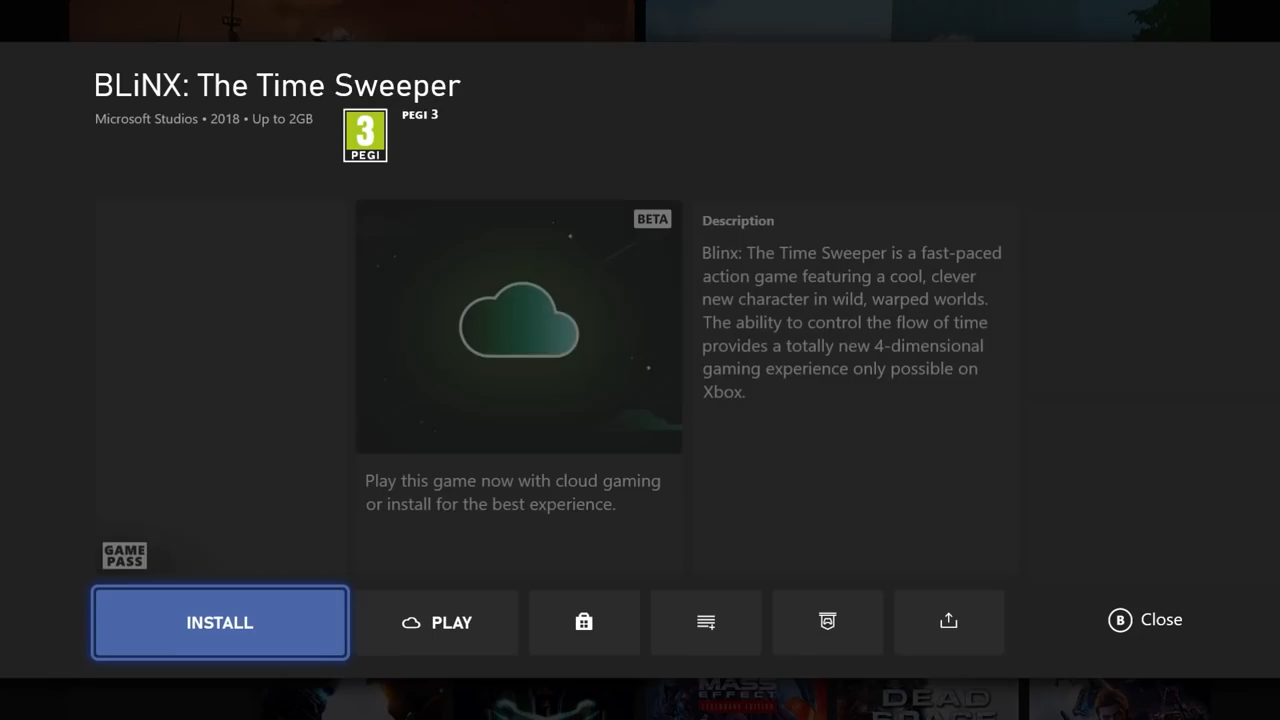 BLiNX: The Time Sweeper
Microsoft Studios • 2018 • Up to 2GB
3
PEGI
PEGI 3
BETA
Play this game now with cloud gaming
or install for the best experience.
Description
Blinx: The Time Sweeper is a fast-paced
action game featuring a cool, clever
new character in wild, warped worlds.
The ability to control the flow of time
provides a totally new 4-dimensional
gaming experience only possible on
Xbox.
GAME
PASS
INSTALL
PLAY
B Close
MASS
EFFECT
LEGENDARY EDITION
DEAD
SPACE